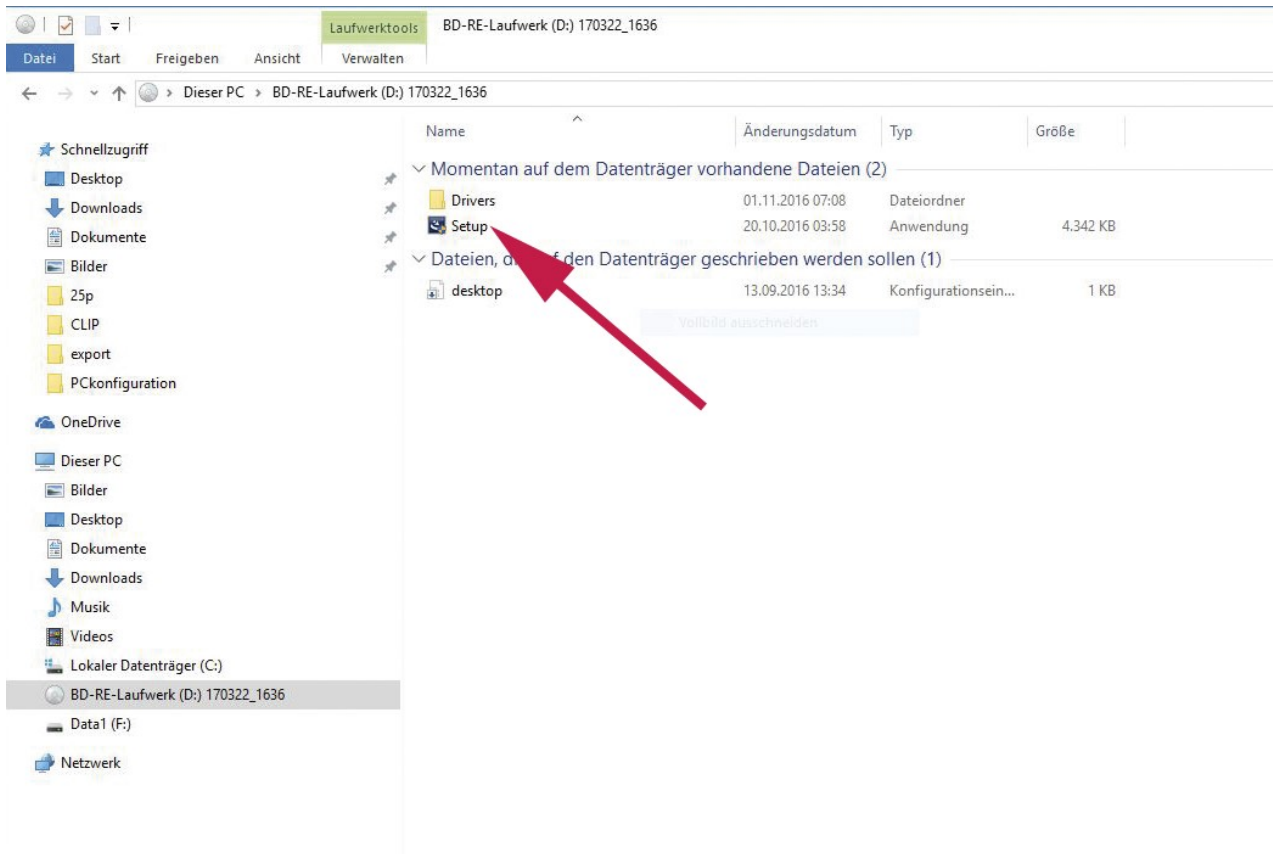 Laufwerktools BD-RE-Laufwerk (D:) 170322_1636
Datei Start Freigeben Ansicht Verwalten
Dieser PC > BD-RE-Laufwerk (D:) 170322_1636
Schnellzugriff
Desktop
Downloads
Dokumente
Bilder
25p
CLIP
export
PCkonfiguration
OneDrive
Dieser PC
Bilder
Desktop
Dokumente
Downloads
Musik
Videos
Lokaler Datenträger (C:)
BD-RE-Laufwerk (D:) 170322_1636
Data1 (F:)
Netzwerk
Name Änderungsdatum Typ Größe
Momentan auf dem Datenträger vorhandene Dateien (2)
Drivers 01.11.2016 07:08 Dateiordner
Setup 20.10.2016 03:58 Anwendung 4.342 KB
Dateien, den Datenträger geschrieben werden sollen (1)
desktop 13.09.2016 13:34 Konfigurationsein... 1 KB
Vollbild ausschneiden